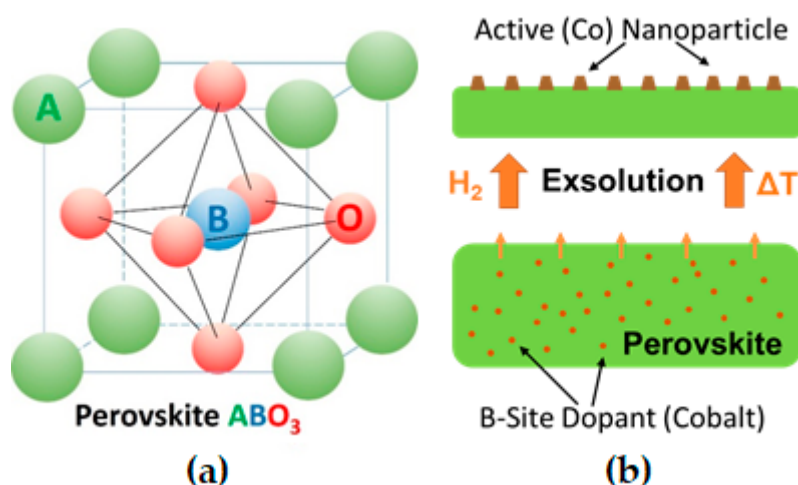 A
B
O
Perovskite ABO₃
(a)
Active (Co) Nanoparticle
H₂ Exsolution ΔT
Perovskite
B-Site Dopant (Cobalt)
(b)